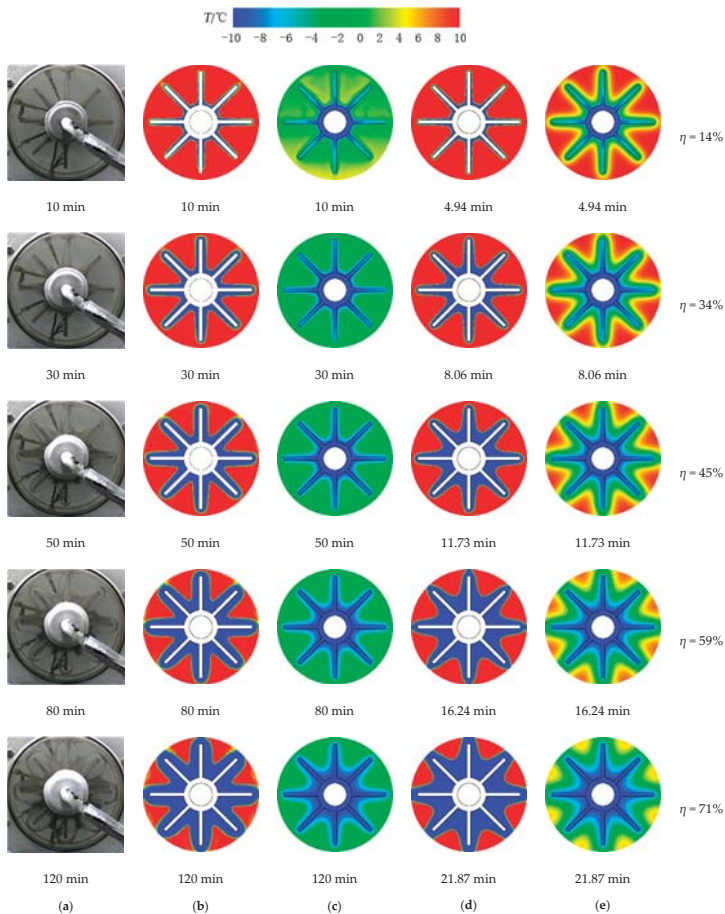 T/℃
−10 −8 −6 −4 −2 0 2 4 6 8 10
η = 14%
10 min 10 min 10 min 4.94 min 4.94 min
η = 34%
30 min 30 min 30 min 8.06 min 8.06 min
η = 45%
50 min 50 min 50 min 11.73 min 11.73 min
η = 59%
80 min 80 min 80 min 16.24 min 16.24 min
η = 71%
120 min 120 min 120 min 21.87 min 21.87 min
(a) (b) (c) (d) (e)